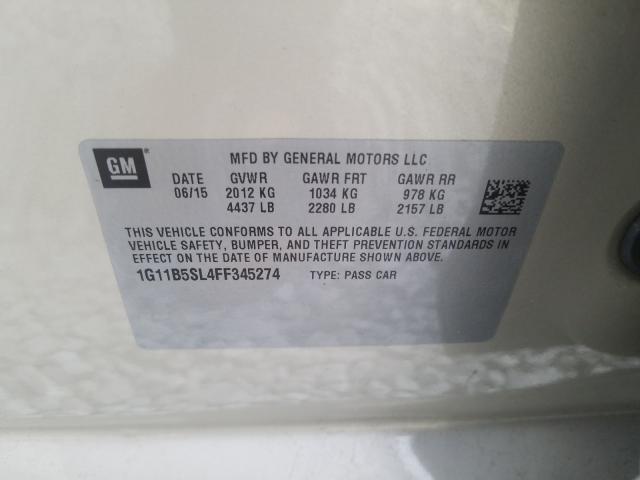 GM
MFD BY GENERAL MOTORS LLC
DATE GVWR GAWR FRT GAWR RR
06/15 2012 KG 1034 KG 978 KG
4437 LB 2280 LB 2157 LB
THIS VEHICLE CONFORMS TO ALL APPLICABLE U.S. FEDERAL MOTOR
VEHICLE SAFETY, BUMPER, AND THEFT PREVENTION STANDARDS IN
EFFECT ON THE DATE OF MANUFACTURE SHOWN ABOVE.
1G11B5SL4FF345274 TYPE: PASS CAR